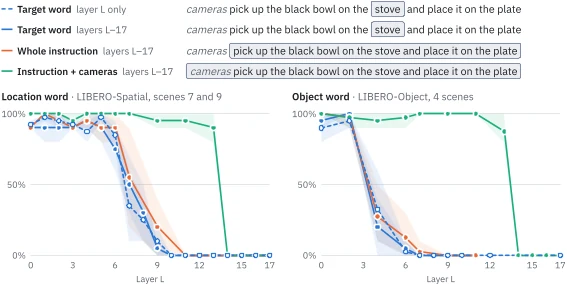 Target word layer L only cameras pick up the black bowl on the stove and place it on the plate
Target word layers L–17 cameras pick up the black bowl on the stove and place it on the plate
Whole instruction layers L–17 cameras pick up the black bowl on the stove and place it on the plate
Instruction + cameras layers L–17 cameras pick up the black bowl on the stove and place it on the plate
Location word · LIBERO-Spatial, scenes 7 and 9
100%
50%
0%
0 3 6 9 12 15 17
Layer L
Object word · LIBERO-Object, 4 scenes
100%
50%
0%
0 3 6 9 12 15 17
Layer L